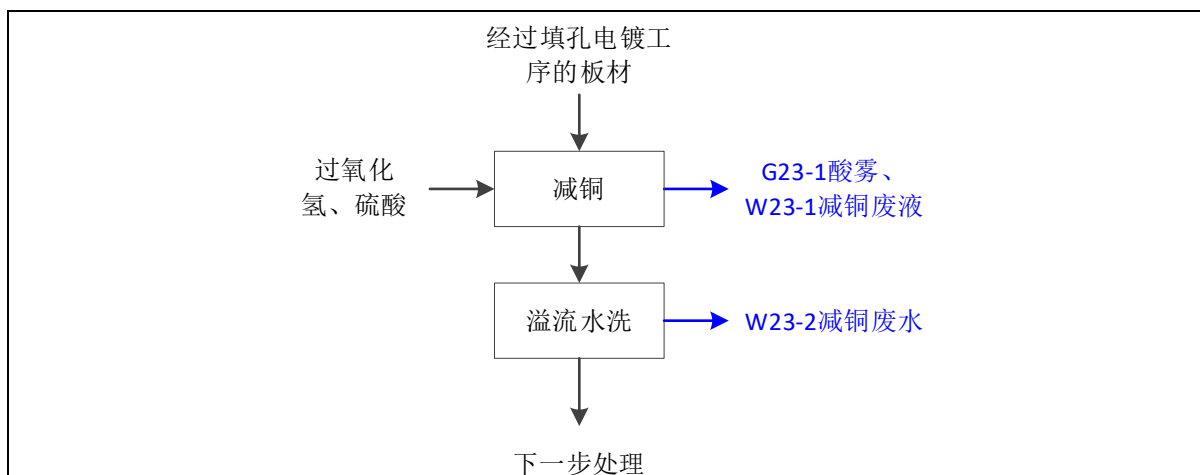 经过填孔电镀工
序的板材
过氧化
氢、硫酸
减铜
G23-1酸雾、
W23-1减铜废液
溢流水洗
W23-2减铜废水
下一步处理